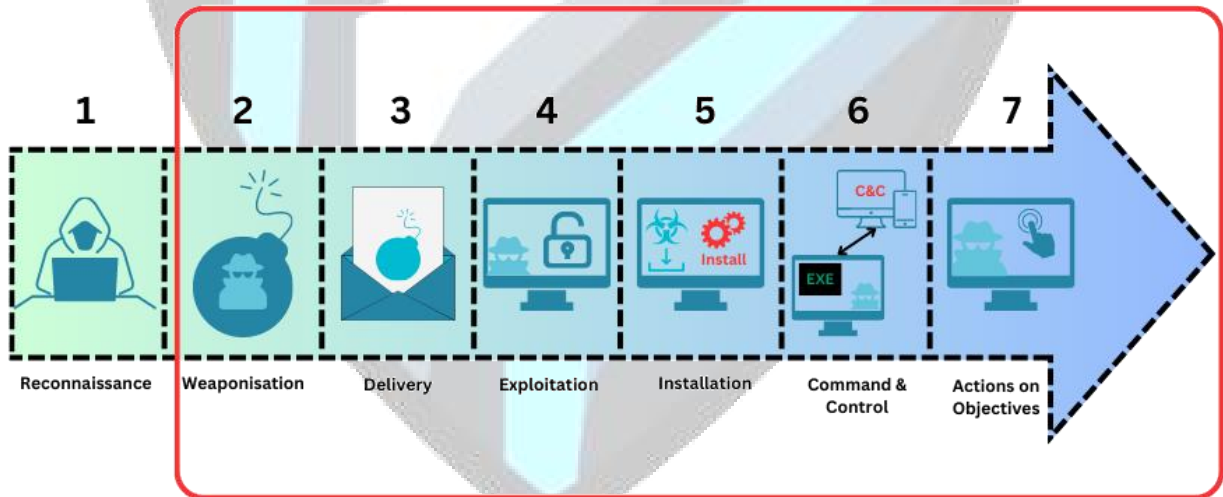 1
2
3
4
5
6
7
C&C
Install
EXE
Reconnaissance
Weaponisation
Delivery
Exploitation
Installation
Command &
Control
Actions on
Objectives